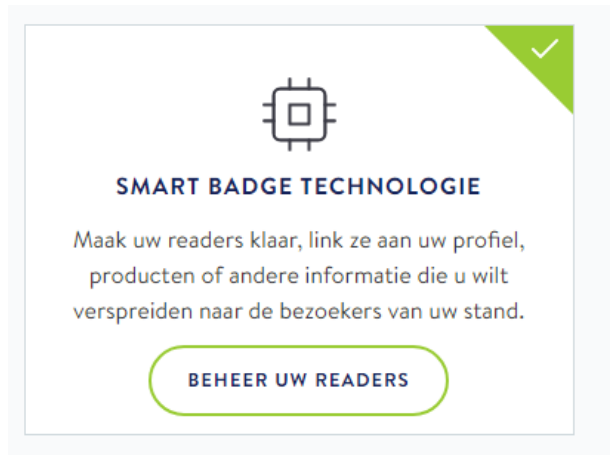 SMART BADGE TECHNOLOGIE
Maak uw readers klaar, link ze aan uw profiel,
producten of andere informatie die u wilt
verspreiden naar de bezoekers van uw stand.
BEHEER UW READERS